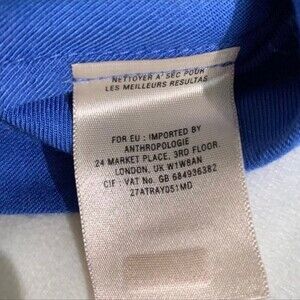 NETTOYER A' SEC POUR
LES MEILLEURS RESULTAS
FOR EU : IMPORTED BY
ANTHROPOLOGIE
24 MARKET PLACE, 3RD FLOOR.
LONDON, UK W1W8AN
CIF : VAT No. GB 684936382
27ATRAYD51MD